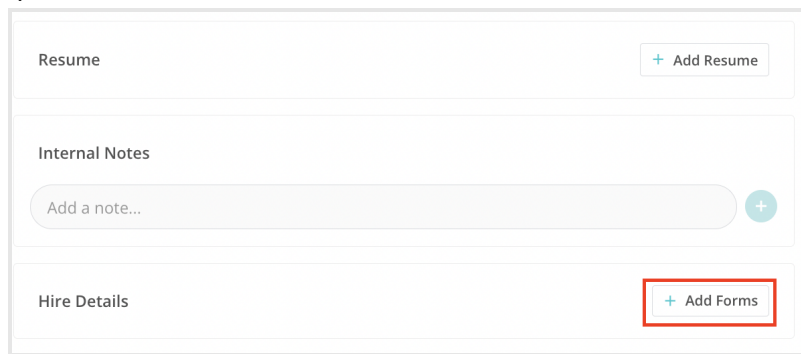 Resume
+ Add Resume
Internal Notes
Add a note...
+
Hire Details
+ Add Forms